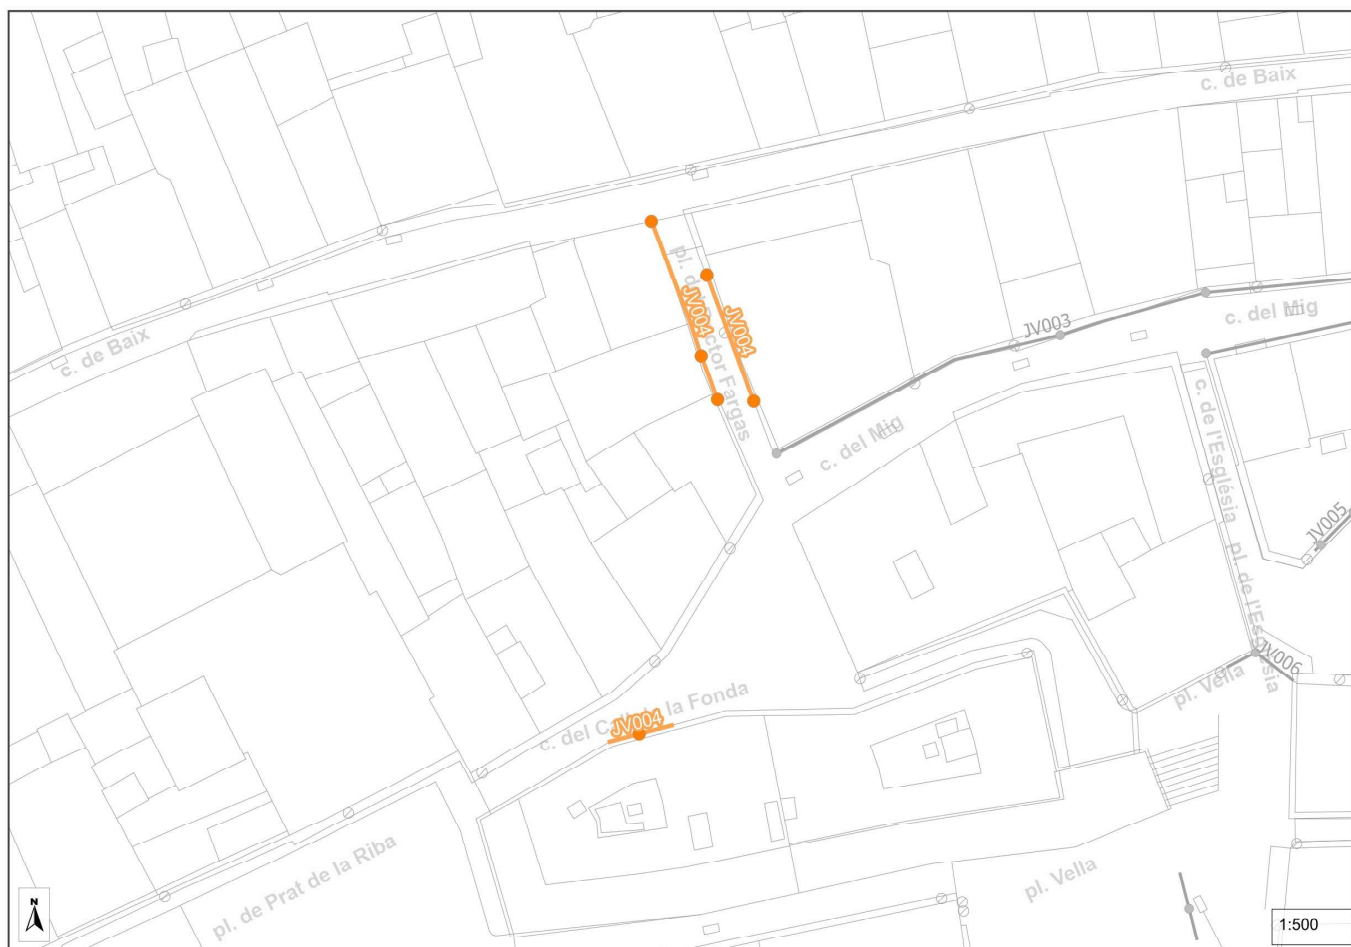 c. de Baix
c. de Baix
pl. del Doctor Fargas
JV004
JV004
JV003
c. del Mig
c. del Mig
c. de l'Església
pl. de l'Església
JV005
JV006
pl. Vella
c. del Call de la Fonda
JV004
pl. de Prat de la Riba
pl. Vella
N
1:500